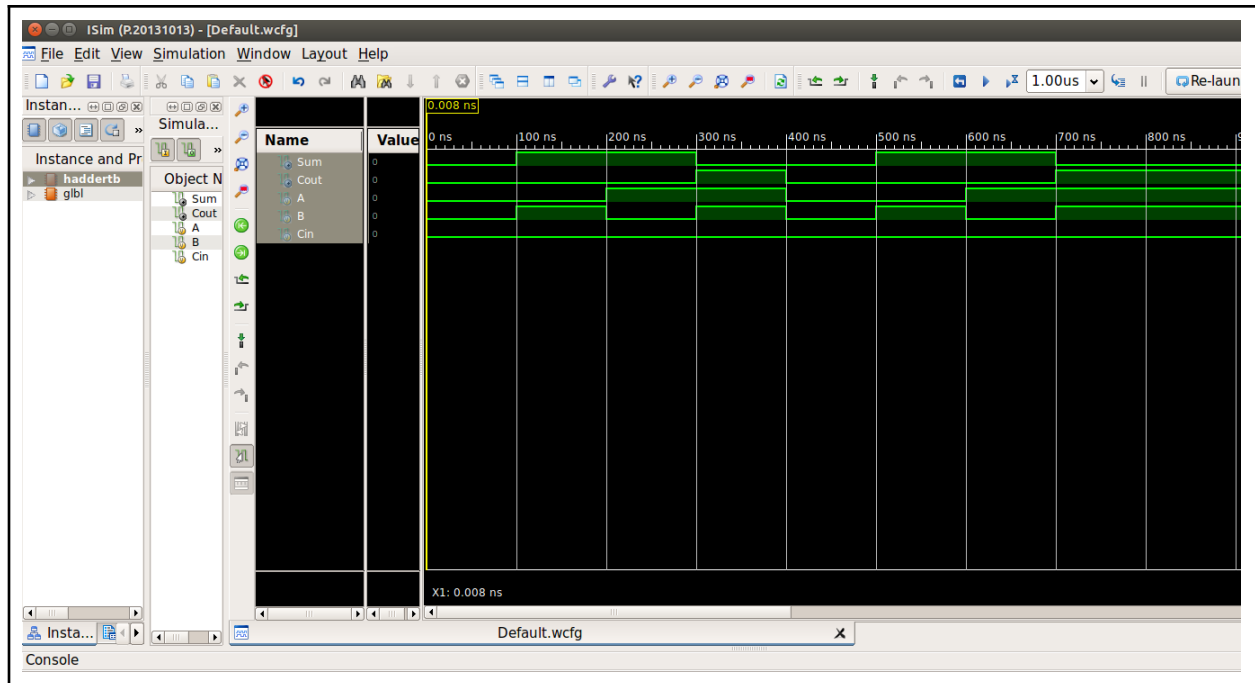 ISim (P.20131013) - [Default.wcfg]
File Edit View Simulation Window Layout Help
1.00us Re-laun
Instan...
Instance and Pr
haddertb
glbl
Simula...
Object N
Sum
Cout
A
B
Cin
Name Value
Sum 0
Cout 0
A 0
B 0
Cin 0
0.008 ns
0 ns 100 ns 200 ns 300 ns 400 ns 500 ns 600 ns 700 ns 800 ns
X1: 0.008 ns
Insta...
Default.wcfg
Console